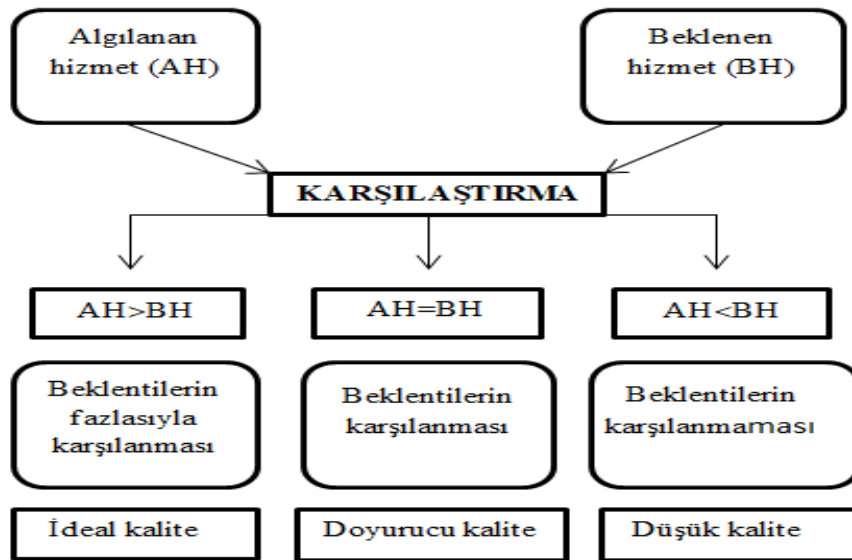 Algılanan
hizmet (AH)
Beklenen
hizmet (BH)
KARŞILAŞTIRMA
AH>BH
AH=BH
AH<BH
Beklentilerin
fazlasıyla
karşılanması
Beklentilerin
karşılanması
Beklentilerin
karşılanmaması
İdeal kalite
Doyurucu kalite
Düşük kalite